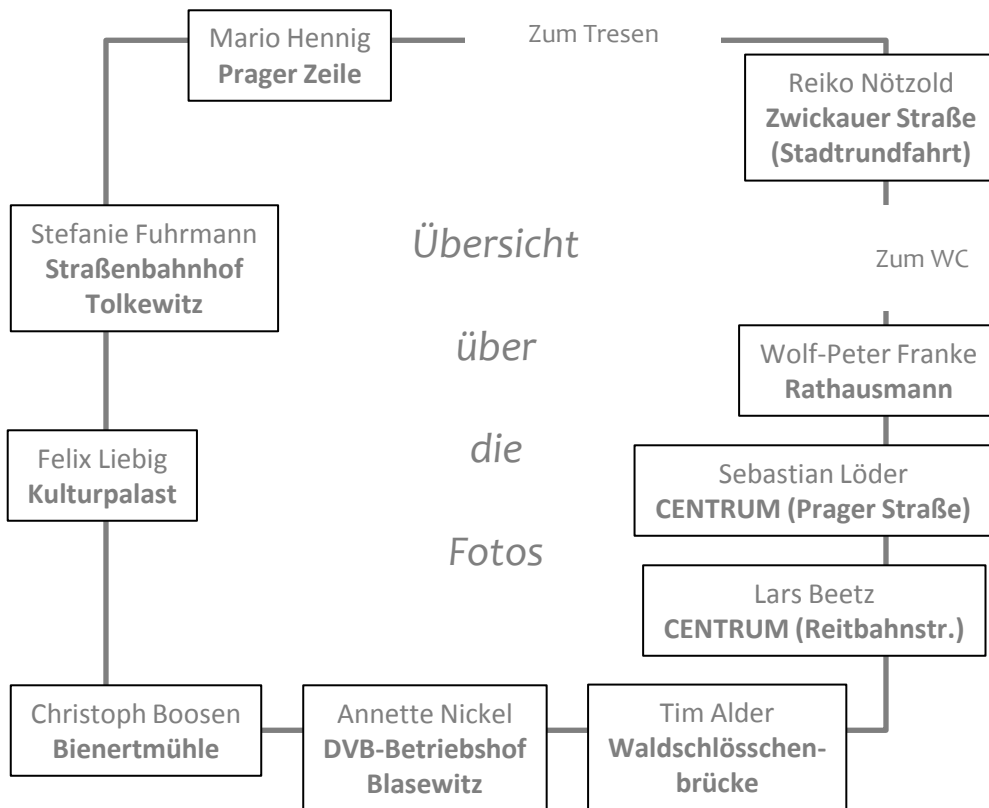 Mario Hennig
Prager Zeile
Zum Tresen
Reiko Nötzold
Zwickauer Straße
(Stadtrundfahrt)
Stefanie Fuhrmann
Straßenbahnhof
Tolkewitz
Übersicht
über
die
Fotos
Zum WC
Wolf-Peter Franke
Rathausmann
Felix Liebig
Kulturpalast
Sebastian Löder
CENTRUM (Prager Straße)
Lars Beetz
CENTRUM (Reitbahnstr.)
Christoph Boosen
Bienertmühle
Annette Nickel
DVB-Betriebshof
Blasewitz
Tim Alder
Waldschlösschen-
brücke